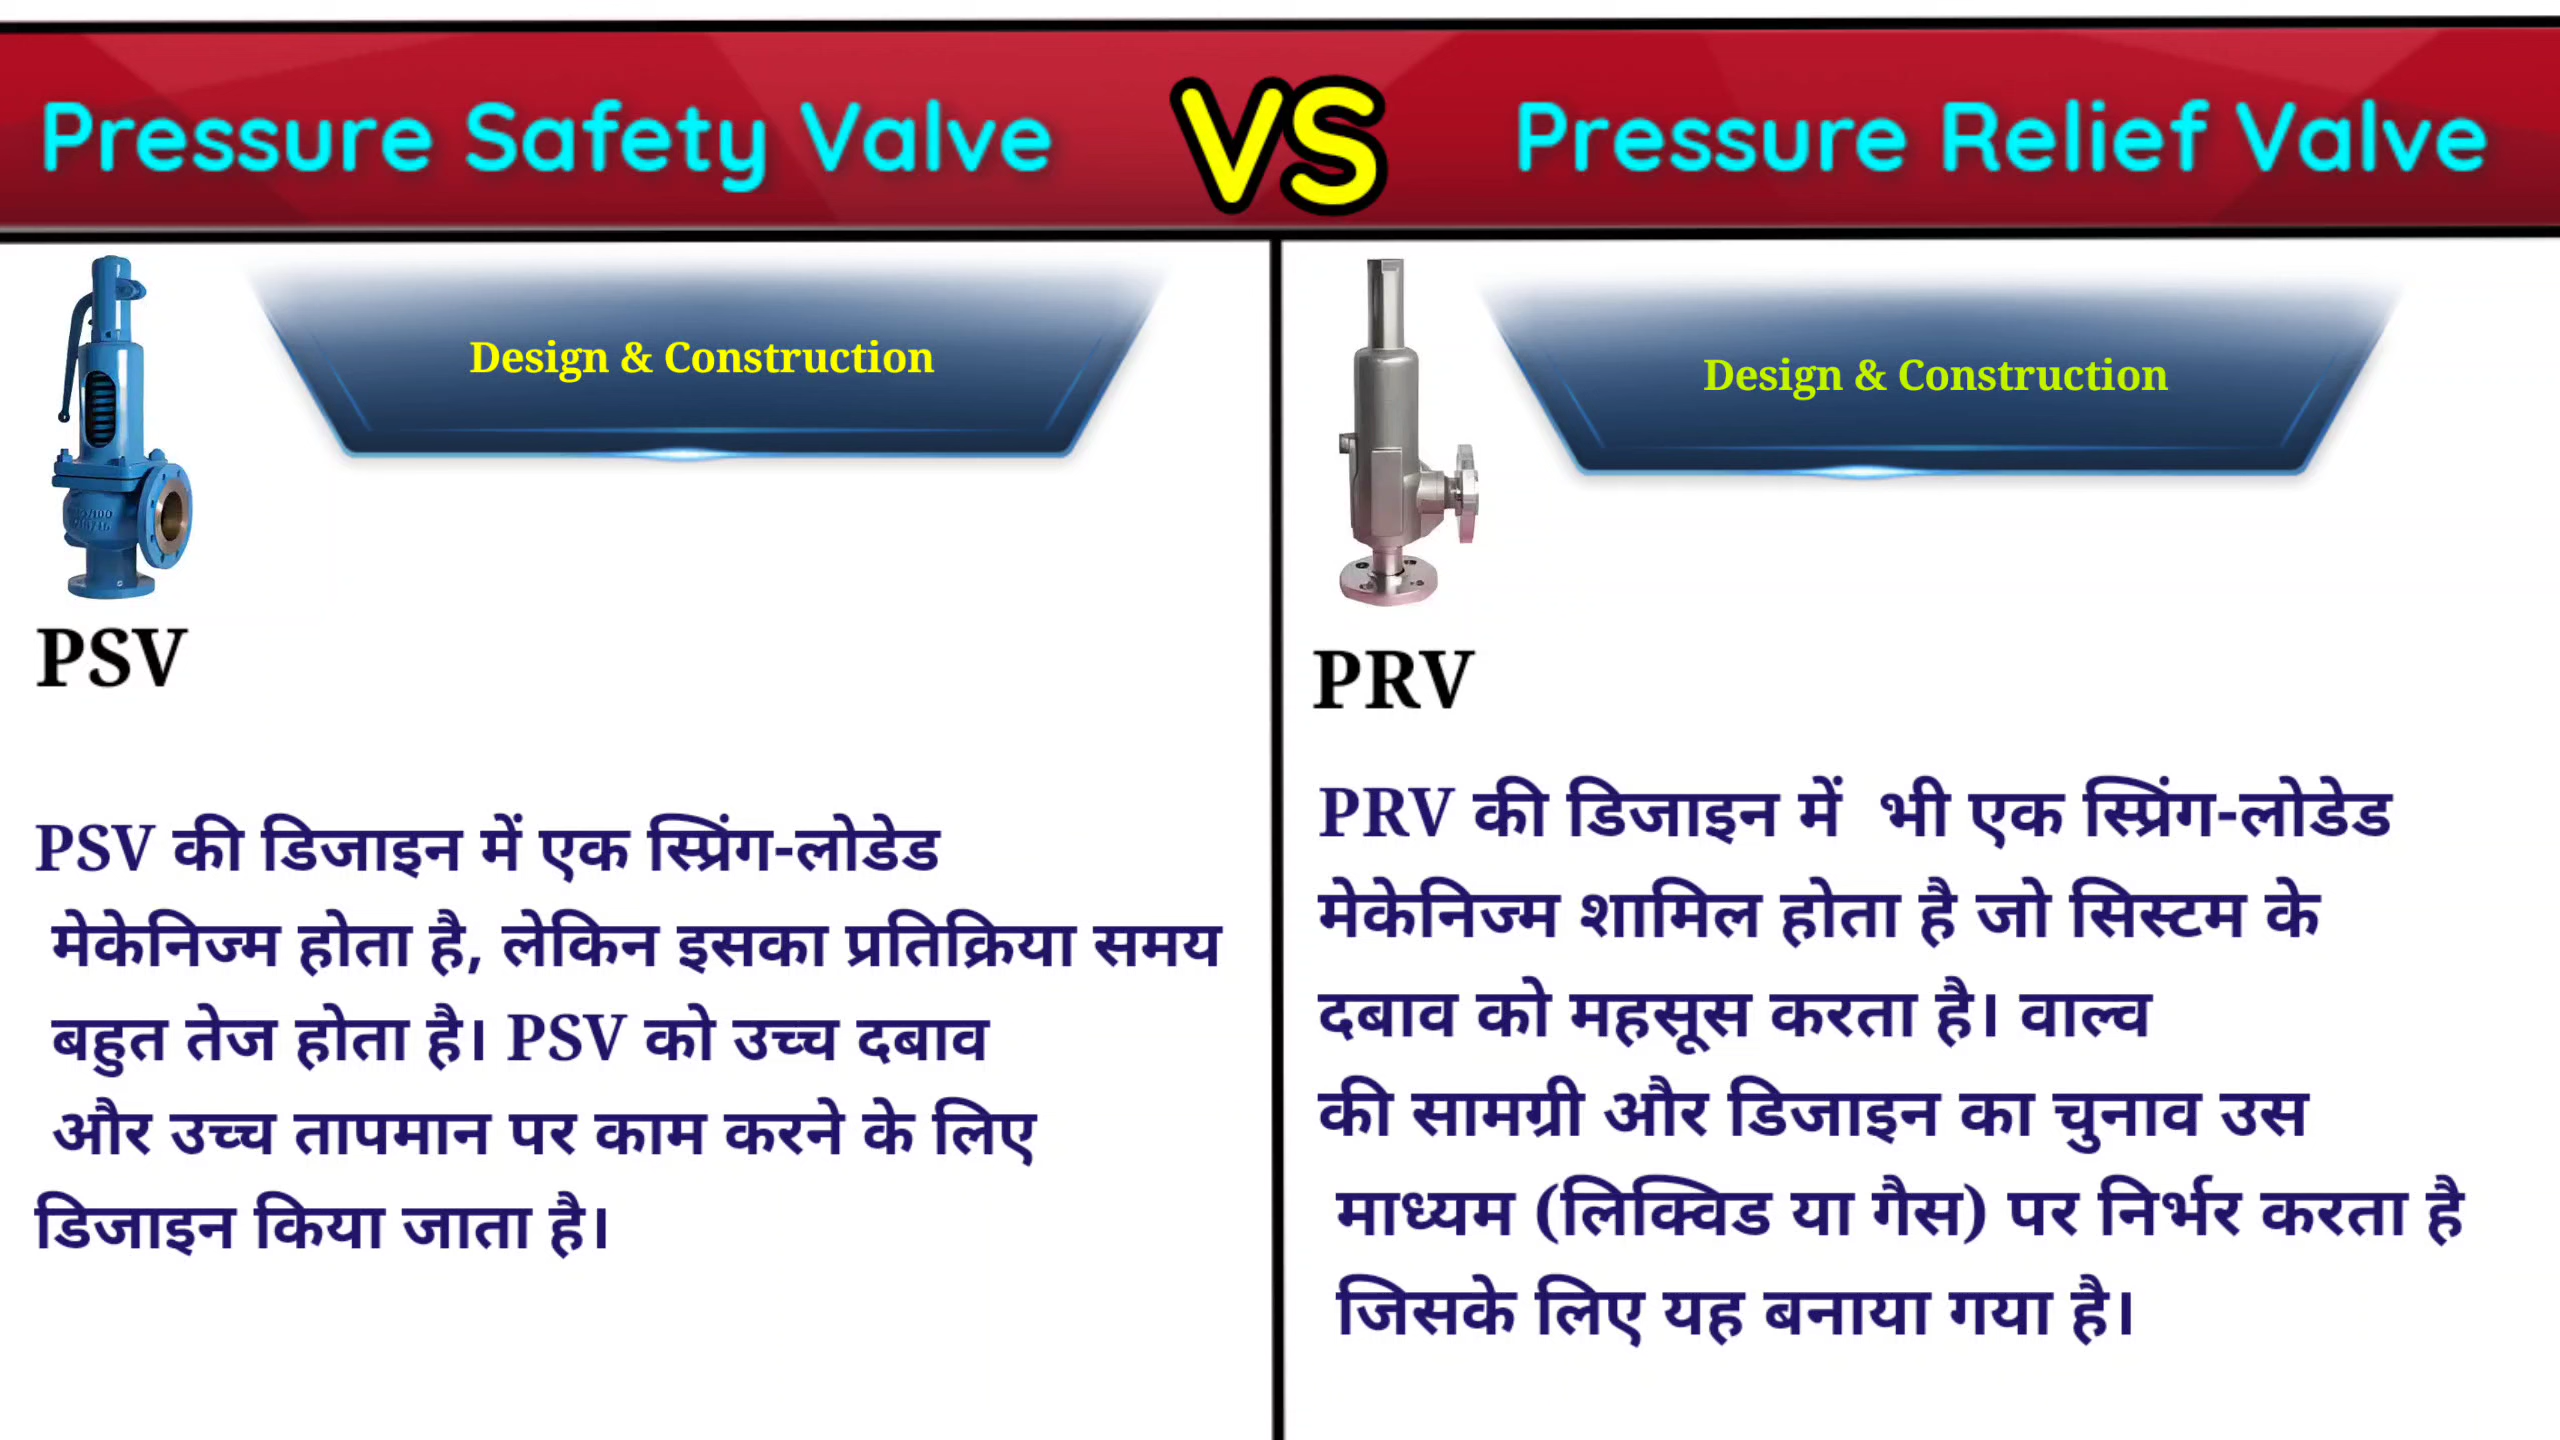 Pressure Safety Valve VS Pressure Relief Valve
Design & Construction
PSV
PSV की डिजाइन में एक स्प्रिंग-लोडेड
मेकेनिज्म होता है, लेकिन इसका प्रतिक्रिया समय
बहुत तेज होता है। PSV को उच्च दबाव
और उच्च तापमान पर काम करने के लिए
डिजाइन किया जाता है।
Design & Construction
PRV
PRV की डिजाइन में भी एक स्प्रिंग-लोडेड
मेकेनिज्म शामिल होता है जो सिस्टम के
दबाव को महसूस करता है। वाल्व
की सामग्री और डिजाइन का चुनाव उस
माध्यम (लिक्विड या गैस) पर निर्भर करता है
जिसके लिए यह बनाया गया है।